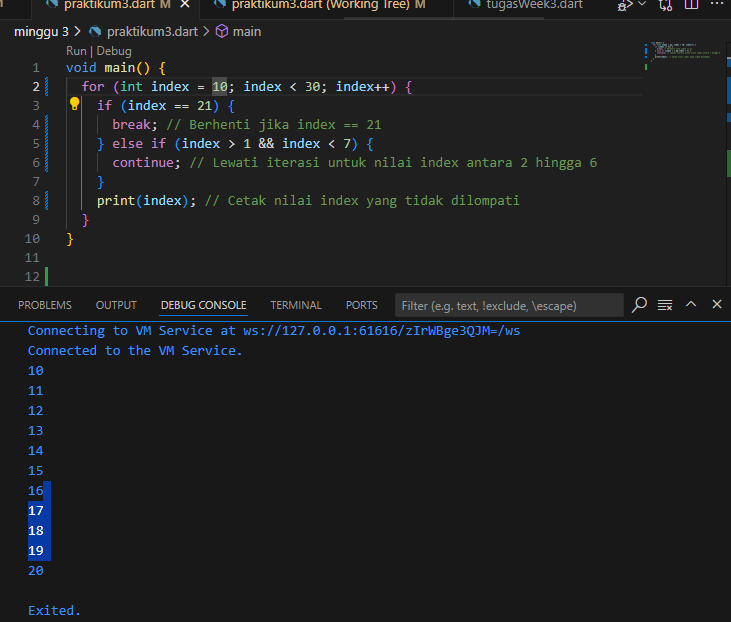 praktikum3.dart M
praktikum3.dart (Working Tree) M
tugasWeek3.dart
minggu 3 > praktikum3.dart > main
Run | Debug
1 void main() {
2 for (int index = 10; index < 30; index++) {
3 if (index == 21) {
4 break; // Berhenti jika index == 21
5 } else if (index > 1 && index < 7) {
6 continue; // Lewati iterasi untuk nilai index antara 2 hingga 6
7 }
8 print(index); // Cetak nilai index yang tidak dilompati
9 }
10 }
11
12
PROBLEMS OUTPUT DEBUG CONSOLE TERMINAL PORTS Filter (e.g. text, !exclude, \escape)
Connecting to VM Service at ws://127.0.0.1:61616/zIrWBge3QJM=/ws
Connected to the VM Service.
10
11
12
13
14
15
16
17
18
19
20
Exited.